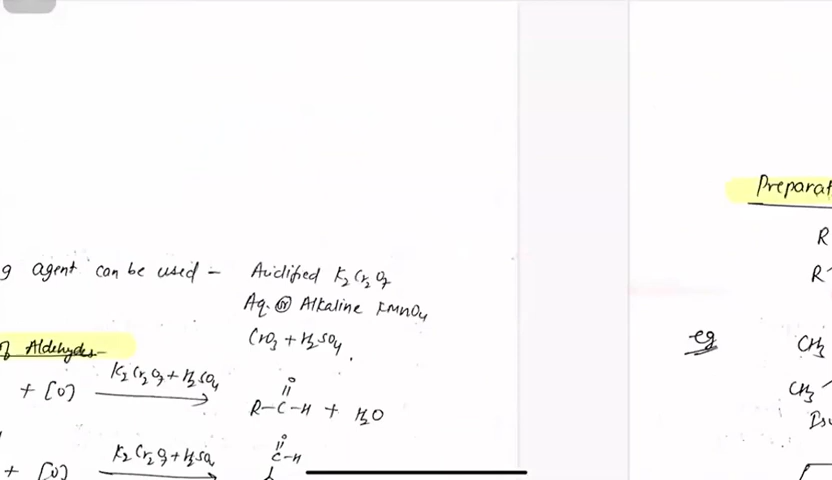 g agent can be used – Acidified K₂Cr₂O₇
Aq. or Alkaline KMnO₄
CrO₃ + H₂SO₄.
of Aldehydes-
+ [O] K₂Cr₂O₇ + H₂SO₄
O
R–C–H + H₂O
+ [O] K₂Cr₂O₇ + H₂SO₄
O
C–H
Preparat
R
R
eg CH₃
CH₃